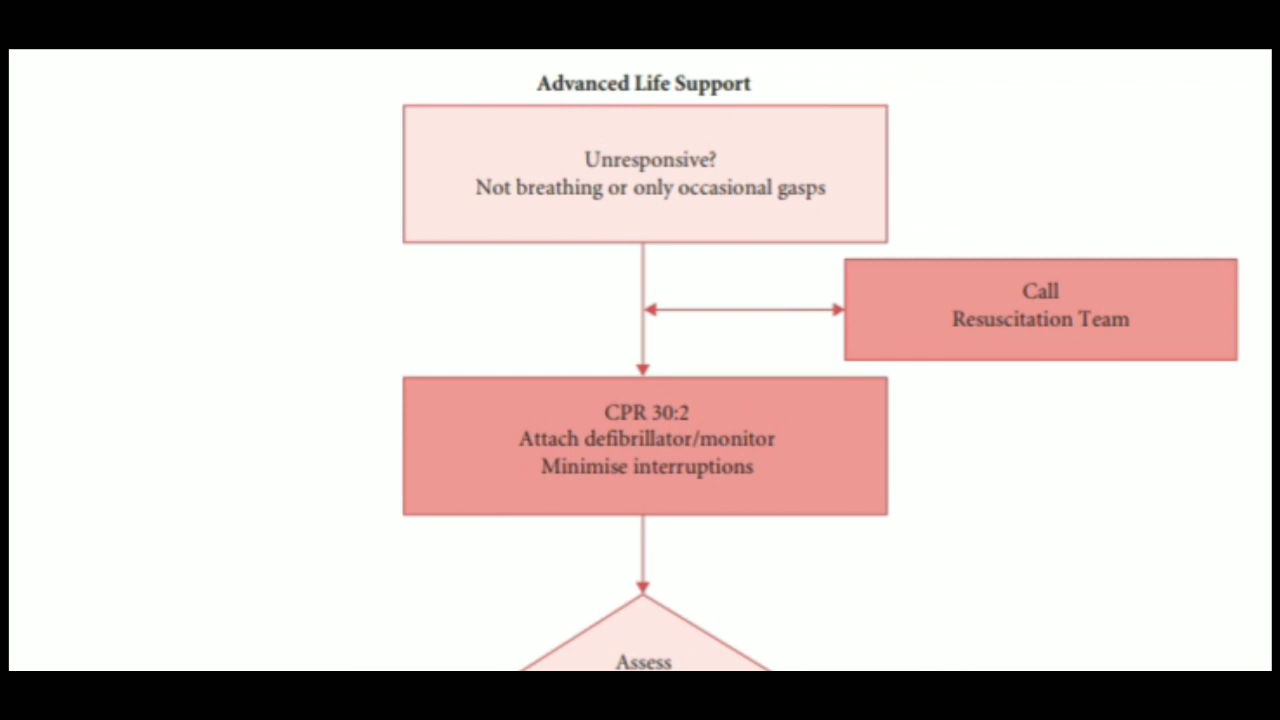 Advanced Life Support
Unresponsive?
Not breathing or only occasional gasps
Call
Resuscitation Team
CPR 30:2
Attach defibrillator/monitor
Minimise interruptions
Assess